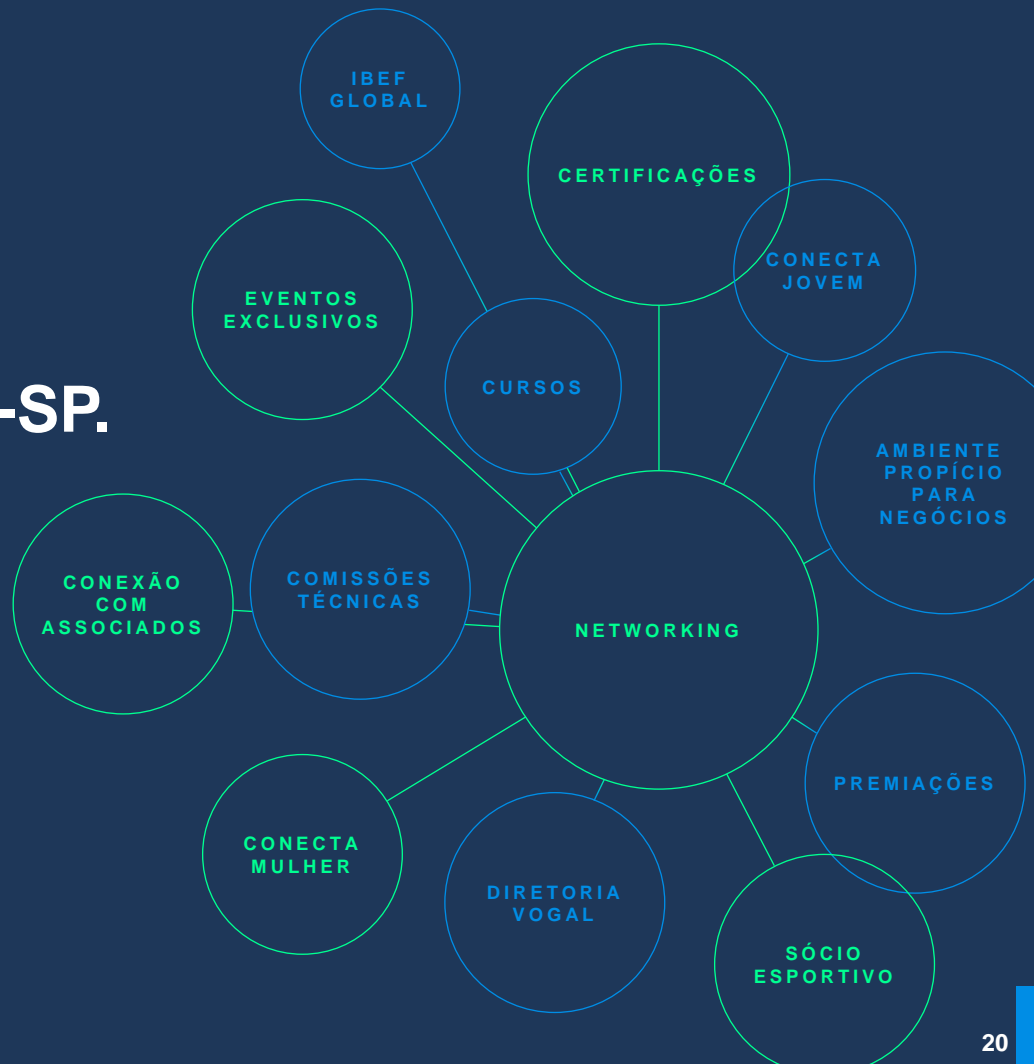 IBEF
GLOBAL
CERTIFICAÇÕES
CONECTA
JOVEM
EVENTOS
EXCLUSIVOS
CURSOS
-SP.
AMBIENTE
PROPÍCIO
PARA
NEGÓCIOS
CONEXÃO
COM
ASSOCIADOS
COMISSÕES
TÉCNICAS
NETWORKING
PREMIAÇÕES
CONECTA
MULHER
DIRETORIA
VOGAL
SÓCIO
ESPORTIVO
20